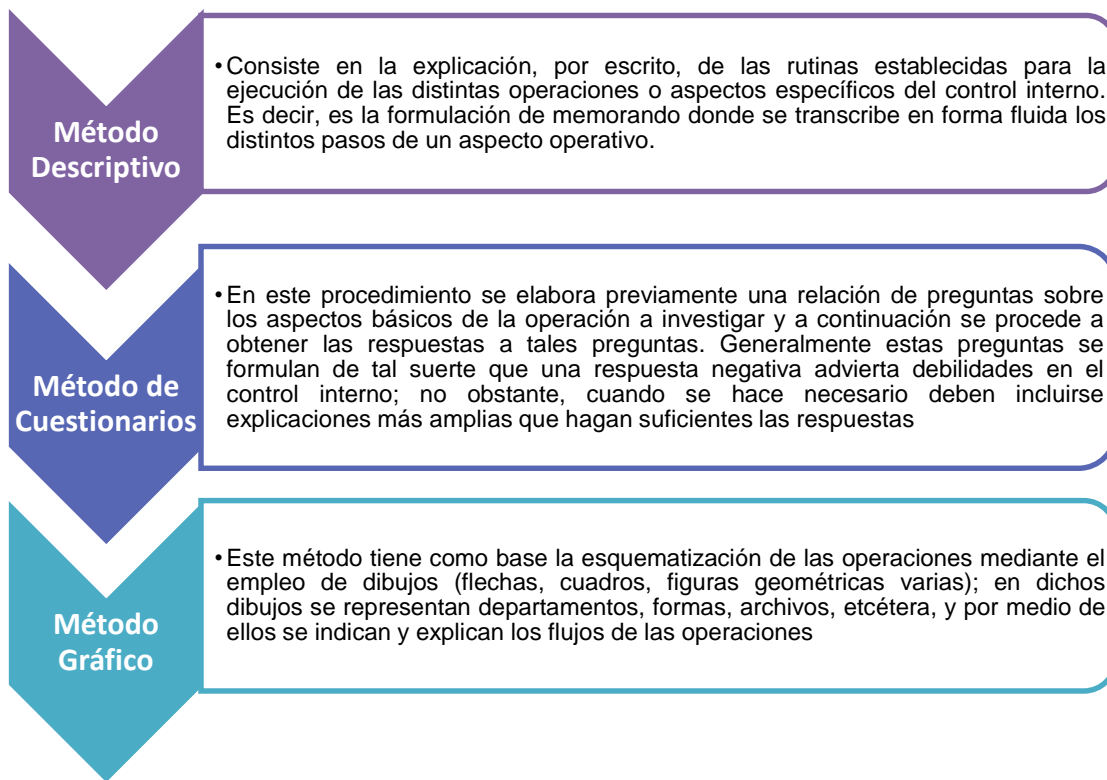 Método
Descriptivo
•Consiste en la explicación, por escrito, de las rutinas establecidas para la
ejecución de las distintas operaciones o aspectos específicos del control interno.
Es decir, es la formulación de memorando donde se transcribe en forma fluida los
distintos pasos de un aspecto operativo.
Método de
Cuestionarios
•En este procedimiento se elabora previamente una relación de preguntas sobre
los aspectos básicos de la operación a investigar y a continuación se procede a
obtener las respuestas a tales preguntas. Generalmente estas preguntas se
formulan de tal suerte que una respuesta negativa advierta debilidades en el
control interno; no obstante, cuando se hace necesario deben incluirse
explicaciones más amplias que hagan suficientes las respuestas
Método
Gráfico
•Este método tiene como base la esquematización de las operaciones mediante el
empleo de dibujos (flechas, cuadros, figuras geométricas varias); en dichos
dibujos se representan departamentos, formas, archivos, etcétera, y por medio de
ellos se indican y explican los flujos de las operaciones